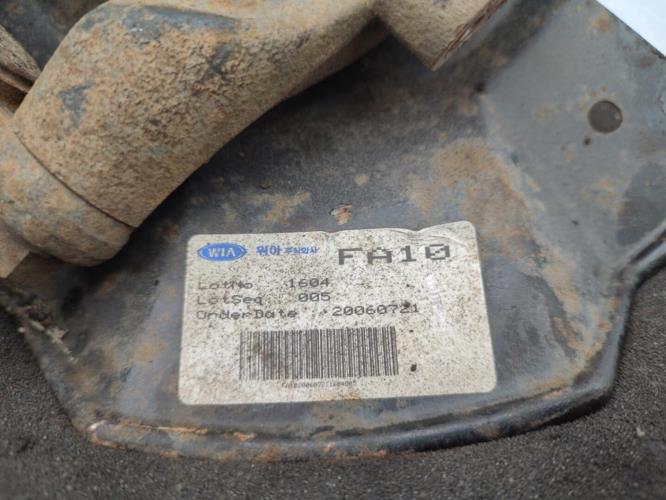 WIA 위아 주식회사 FA10
LotNo 1604
LotSeq 005
OrderDate 20060721